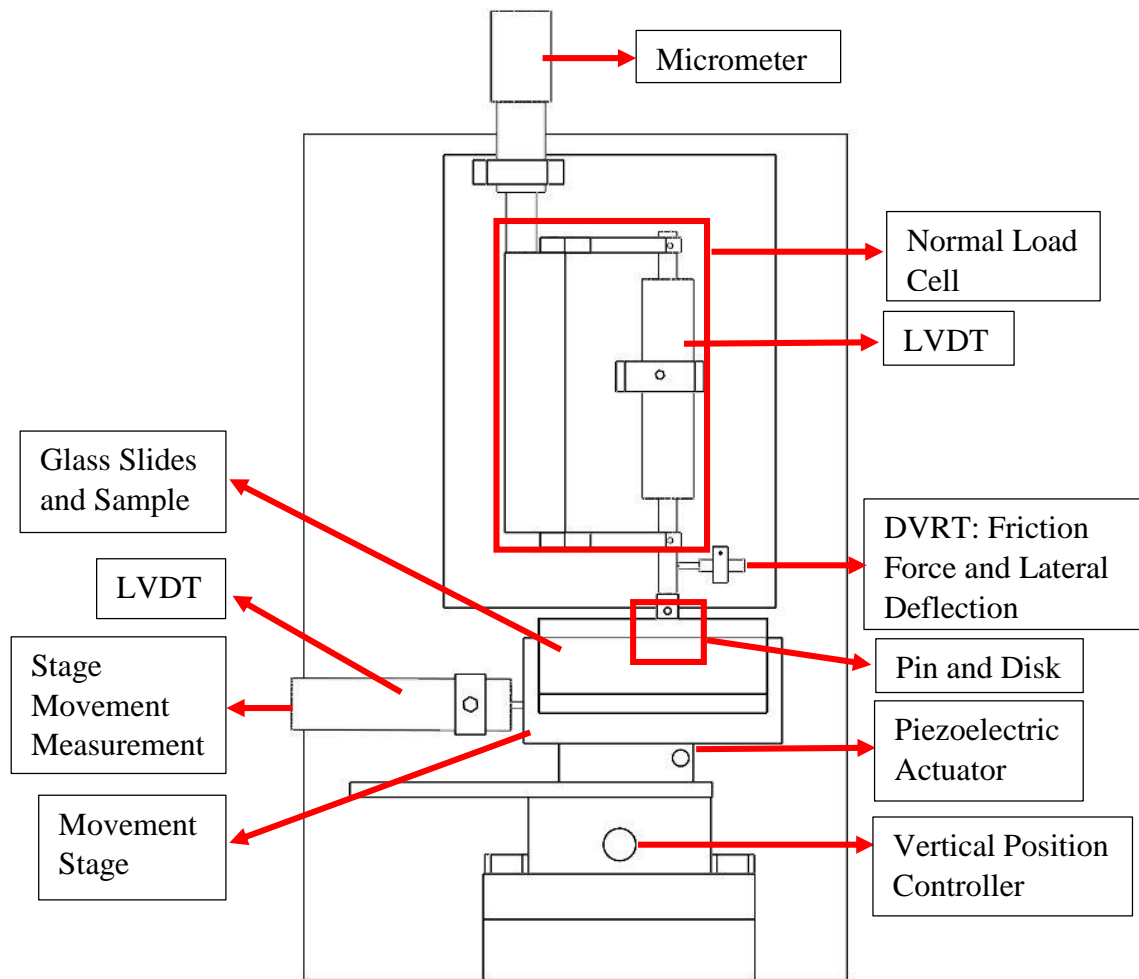 Micrometer
Normal Load
Cell
LVDT
Glass Slides
and Sample
DVRT: Friction
Force and Lateral
Deflection
LVDT
Stage
Movement
Measurement
Pin and Disk
Piezoelectric
Actuator
Movement
Stage
Vertical Position
Controller